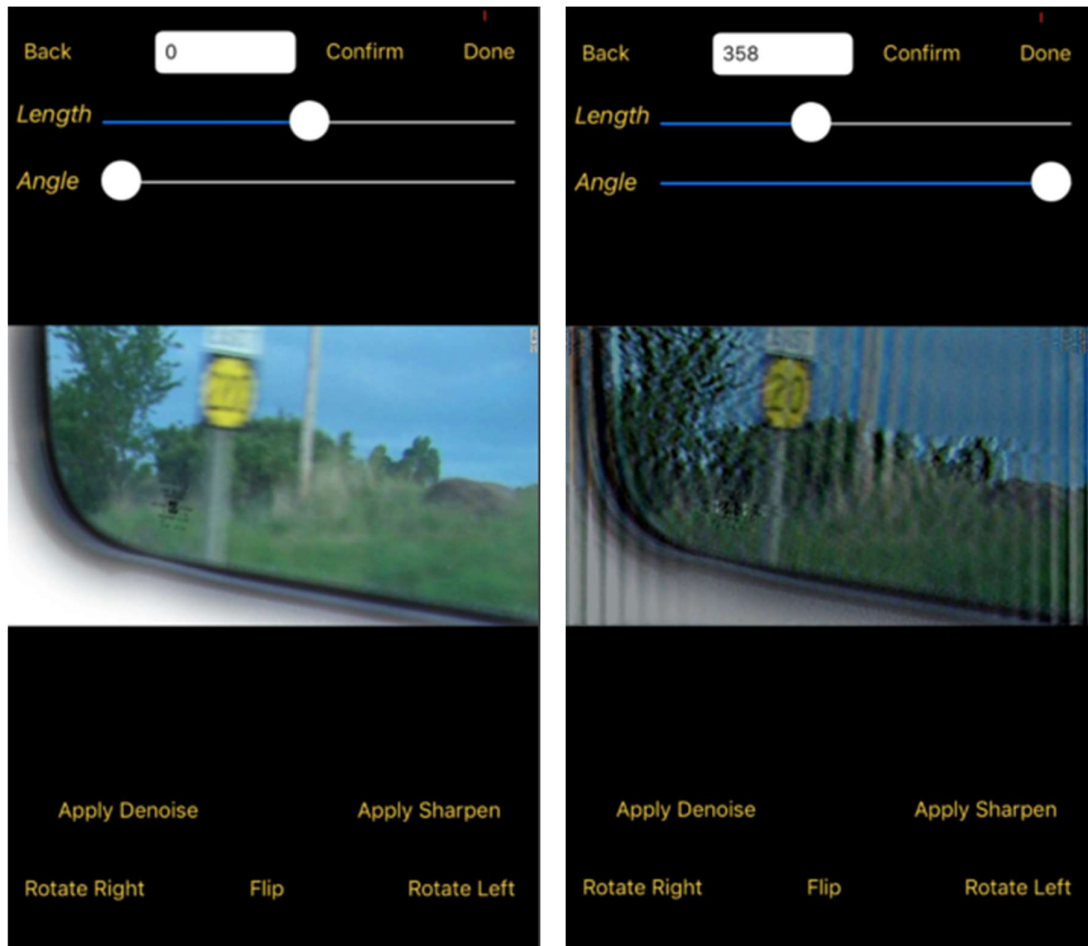 Back 0 Confirm Done
Length
Angle
Apply Denoise Apply Sharpen
Rotate Right Flip Rotate Left
Back 358 Confirm Done
Length
Angle
20
Apply Denoise Apply Sharpen
Rotate Right Flip Rotate Left